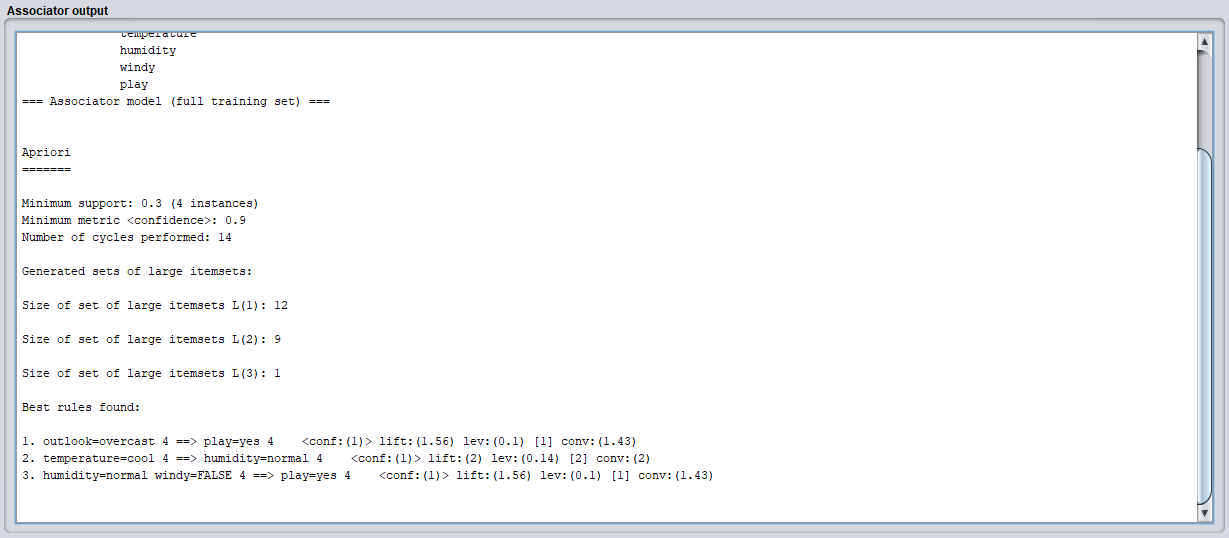 Associator output
temperature
humidity
windy
play
=== Associator model (full training set) ===
Apriori
=======
Minimum support: 0.3 (4 instances)
Minimum metric <confidence>: 0.9
Number of cycles performed: 14
Generated sets of large itemsets:
Size of set of large itemsets L(1): 12
Size of set of large itemsets L(2): 9
Size of set of large itemsets L(3): 1
Best rules found:
1. outlook=overcast 4 ==> play=yes 4    <conf:(1)> lift:(1.56) lev:(0.1) [1] conv:(1.43)
2. temperature=cool 4 ==> humidity=normal 4    <conf:(1)> lift:(2) lev:(0.14) [2] conv:(2)
3. humidity=normal windy=FALSE 4 ==> play=yes 4    <conf:(1)> lift:(1.56) lev:(0.1) [1] conv:(1.43)